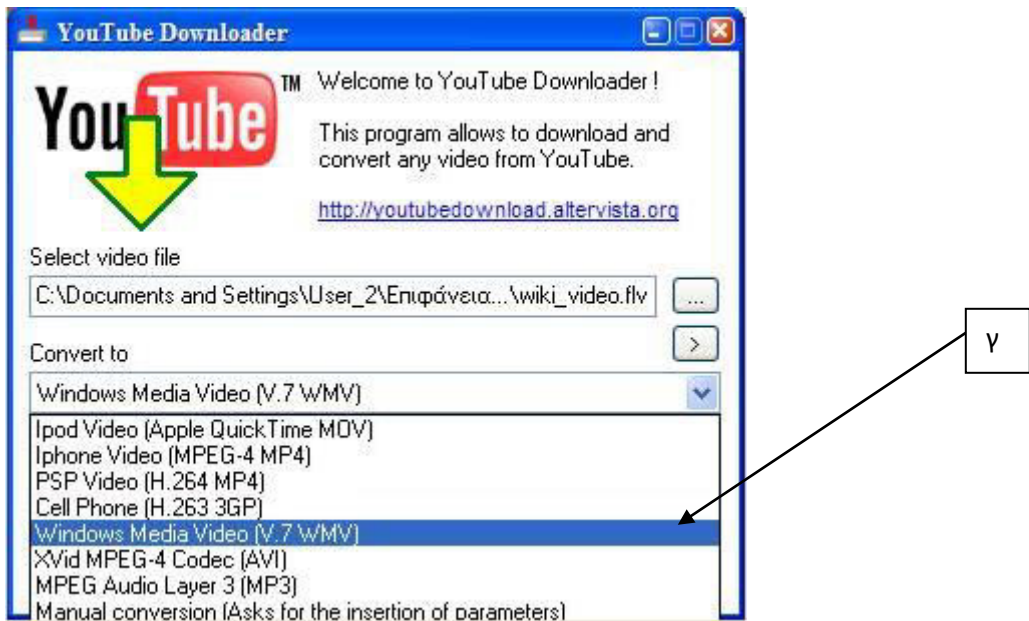 YouTube Downloader
YouTube TM
Welcome to YouTube Downloader !
This program allows to download and
convert any video from YouTube.
http://youtubedownload.altervista.org
Select video file
C:\Documents and Settings\User_2\Επιφάνεια...\wiki_video.flv
...
>
Convert to
Windows Media Video (V.7 WMV)
Ipod Video (Apple QuickTime MOV)
Iphone Video (MPEG-4 MP4)
PSP Video (H.264 MP4)
Cell Phone (H.263 3GP)
Windows Media Video (V.7 WMV)
XVid MPEG-4 Codec (AVI)
MPEG Audio Layer 3 (MP3)
Manual conversion (Asks for the insertion of parameters)
γ